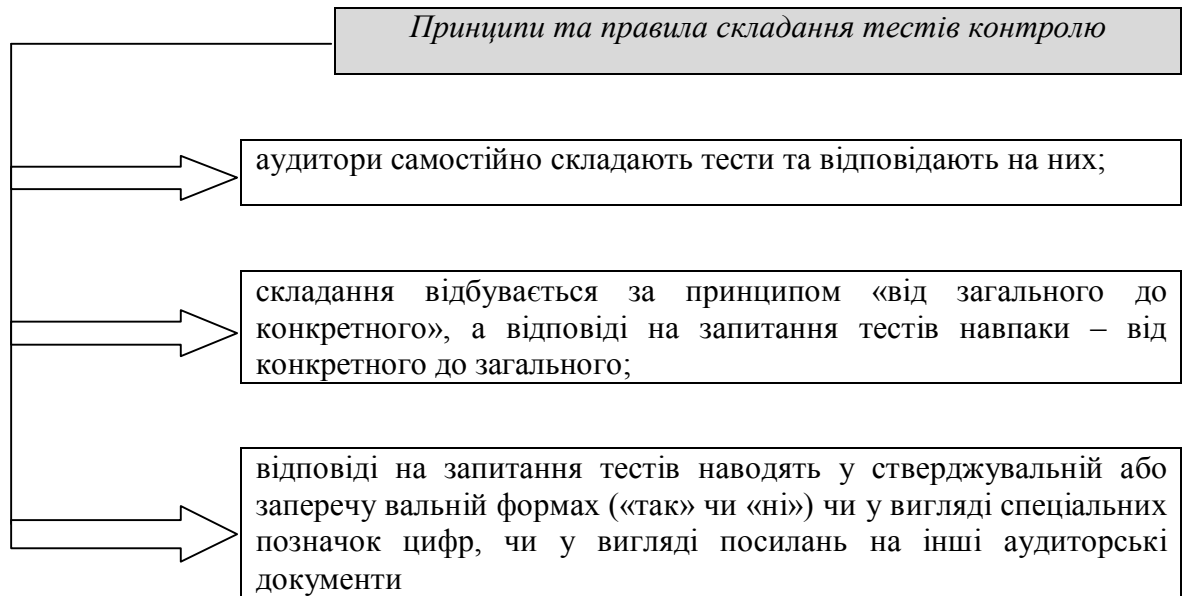 Принципи та правила складання тестів контролю
аудитори самостійно складають тести та відповідають на них;
складання відбувається за принципом «від загального до
конкретного», а відповіді на запитання тестів навпаки – від
конкретного до загального;
відповіді на запитання тестів наводять у стверджувальній або
заперечу вальній формах («так» чи «ні») чи у вигляді спеціальних
позначок цифр, чи у вигляді посилань на інші аудиторські
документи